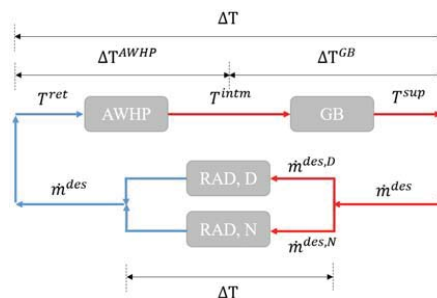 ΔT
ΔT^AWHP ΔT^GB
T^ret AWHP T^intm GB T^sup
ṁ^des RAD, D ṁ^des,D ṁ^des
RAD, N ṁ^des,N
ΔT